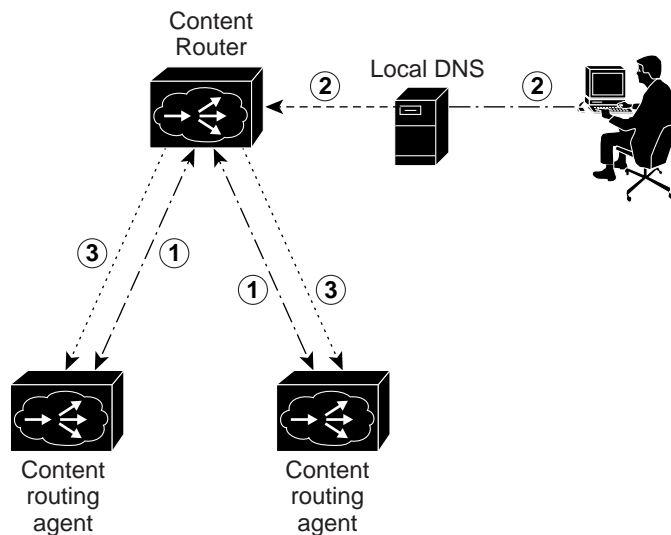 Content
Router
Local DNS
2
2
3
1
1
3
Content
routing
agent
Content
routing
agent